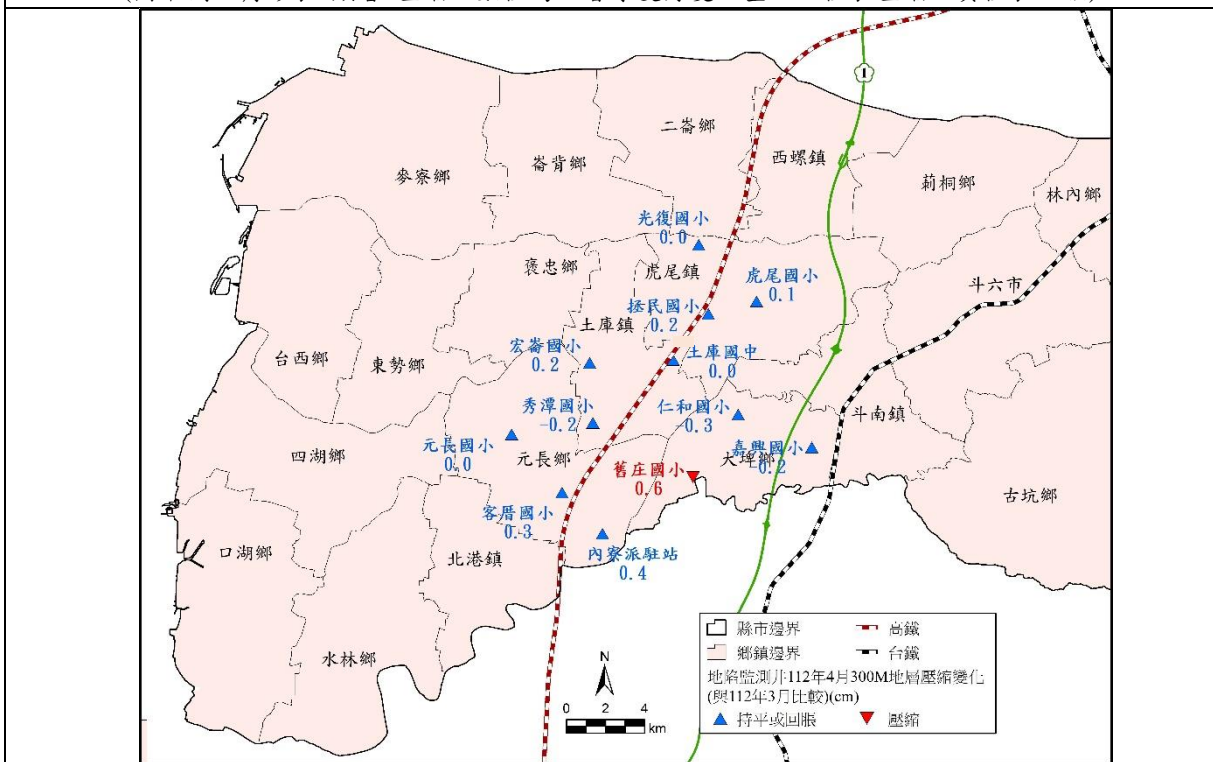 1
二崙鄉
西螺鎮
崙背鄉
麥寮鄉
莿桐鄉
林內鄉
光復國小
0.0
褒忠鄉
虎尾鎮
虎尾國小
0.1
斗六市
拯民國小
0.2
土庫鎮
宏崙國小
0.2
土庫國中
0.0
台西鄉
東勢鄉
秀潭國小
-0.2
仁和國小
-0.3
斗南鎮
元長國小
0.0
四湖鄉
元長鄉
嘉興國小
0.2
大埤鄉
舊庄國小
0.6
古坑鄉
客厝國小
0.3
口湖鄉
北港鎮
內寮派駐站
0.4
水林鄉
N
0 2 4
km
縣市邊界
高鐵
鄉鎮邊界
台鐵
地陷監測井112年4月300M地層壓縮變化
(與112年3月比較)(cm)
持平或回脹
壓縮